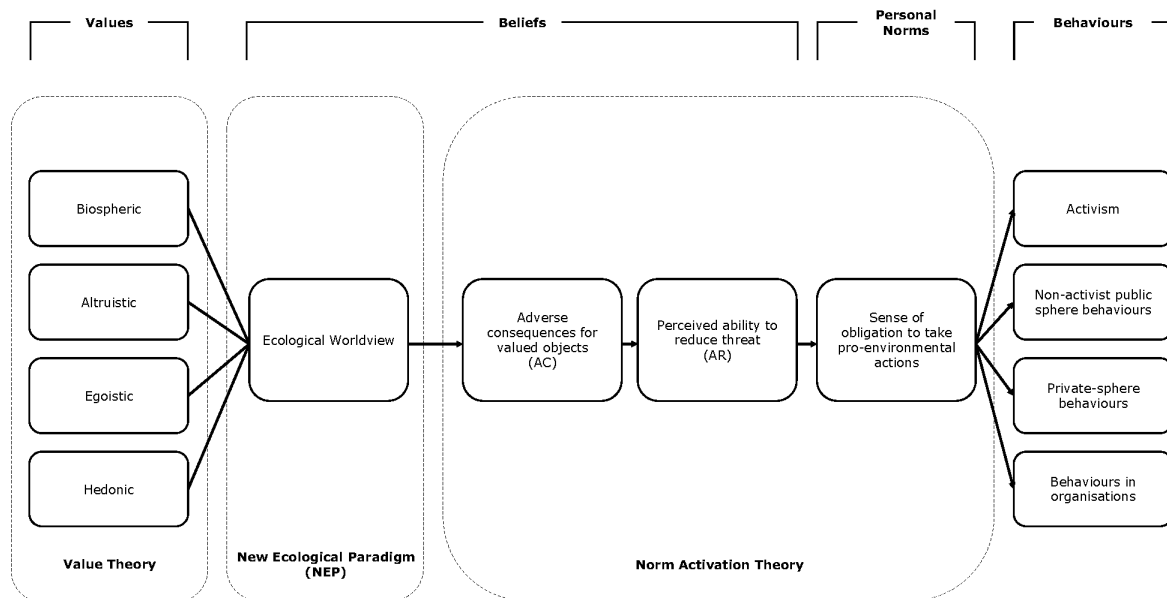 Values
Beliefs
Personal
Norms
Behaviours
Biospheric
Altruistic
Egoistic
Hedonic
Value Theory
Ecological Worldview
New Ecological Paradigm
(NEP)
Adverse
consequences for
valued objects
(AC)
Perceived ability to
reduce threat
(AR)
Sense of
obligation to take
pro-environmental
actions
Norm Activation Theory
Activism
Non-activist public
sphere behaviours
Private-sphere
behaviours
Behaviours in
organisations